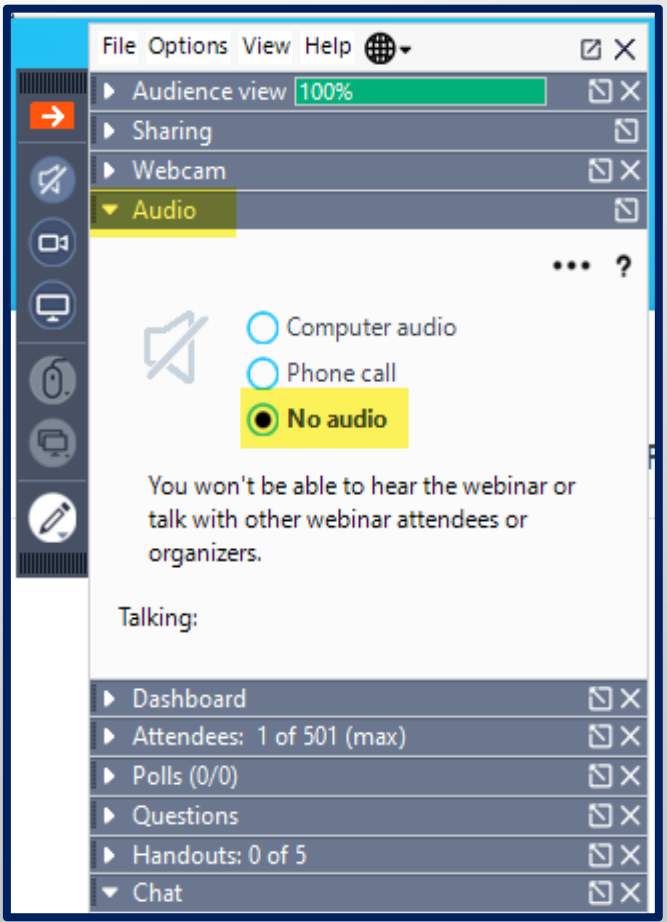 File Options View Help
Audience view 100%
Sharing
Webcam
Audio
... ?
Computer audio
Phone call
No audio
You won't be able to hear the webinar or
talk with other webinar attendees or
organizers.
Talking:
Dashboard
Attendees: 1 of 501 (max)
Polls (0/0)
Questions
Handouts: 0 of 5
Chat